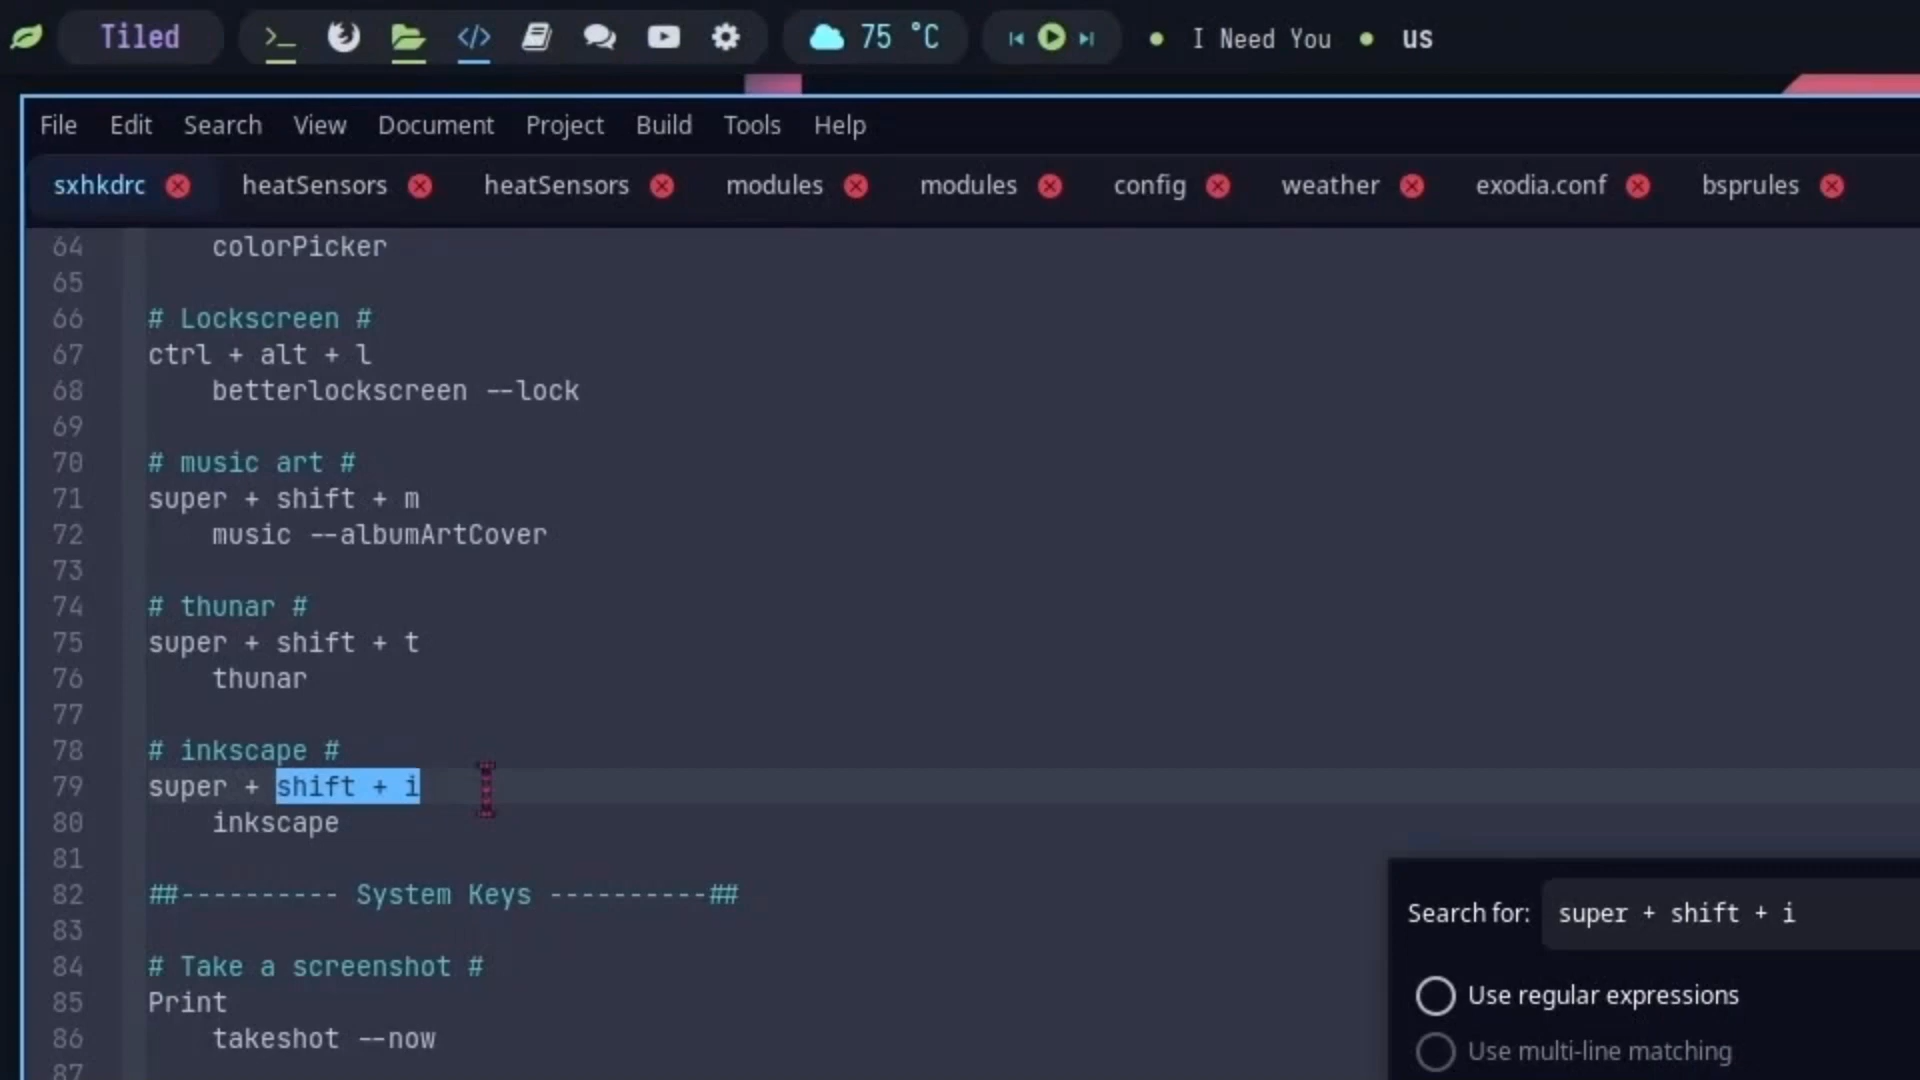 Tiled >_ </> 75 °C I Need You us
File Edit Search View Document Project Build Tools Help
sxhkdrc heatSensors heatSensors modules modules config weather exodia.conf bsprules
64 colorPicker
65
66 # Lockscreen #
67 ctrl + alt + l
68 betterlockscreen --lock
69
70 # music art #
71 super + shift + m
72 music --albumArtCover
73
74 # thunar #
75 super + shift + t
76 thunar
77
78 # inkscape #
79 super + shift + i
80 inkscape
81
82 ##---------- System Keys ----------##
83
84 # Take a screenshot #
85 Print
86 takeshot --now
87
Search for: super + shift + i
Use regular expressions
Use multi-line matching